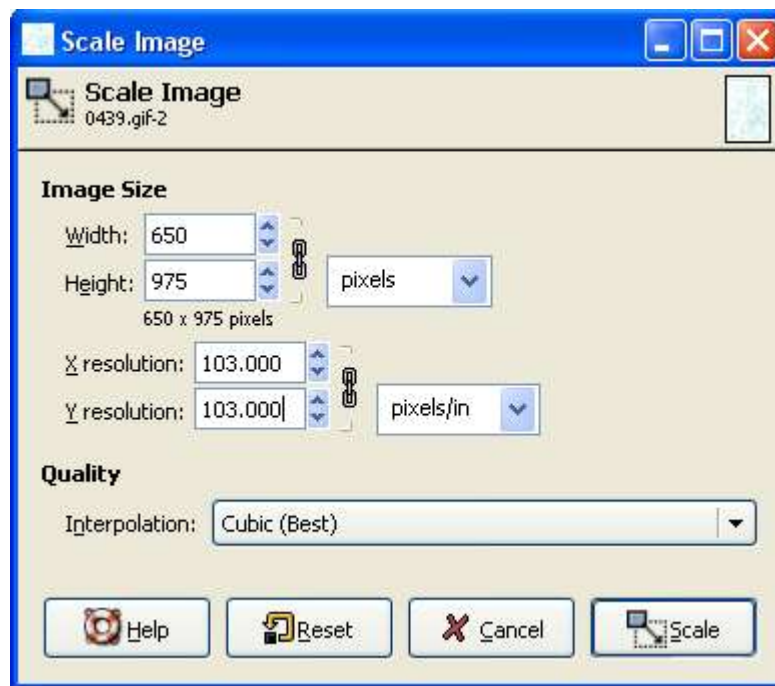 Scale Image
Scale Image
0439.gif-2
Image Size
Width: 650
Height: 975 pixels
650 x 975 pixels
X resolution: 103.000
Y resolution: 103.000 pixels/in
Quality
Interpolation: Cubic (Best)
Help Reset Cancel Scale